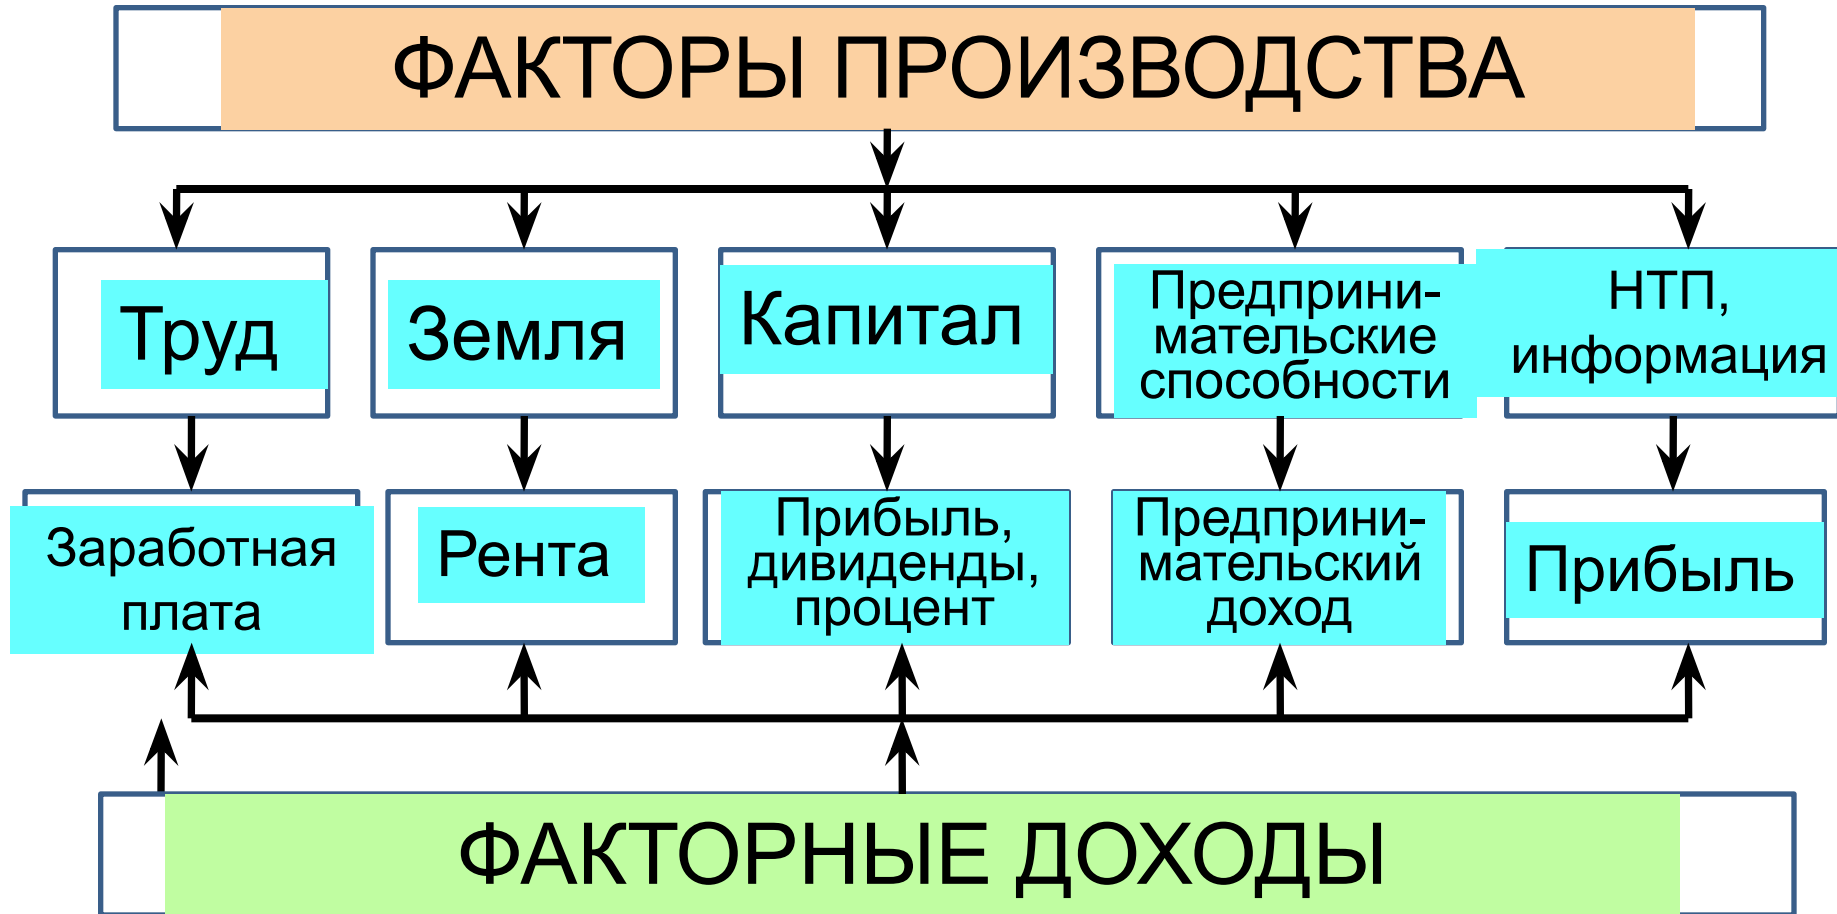 ФАКТОРЫ ПРОИЗВОДСТВА
Труд
Земля
Капитал
Предприни-
мательские
способности
НТП,
информация
Заработная
плата
Рента
Прибыль,
дивиденды,
процент
Предприни-
мательский
доход
Прибыль
ФАКТОРНЫЕ ДОХОДЫ